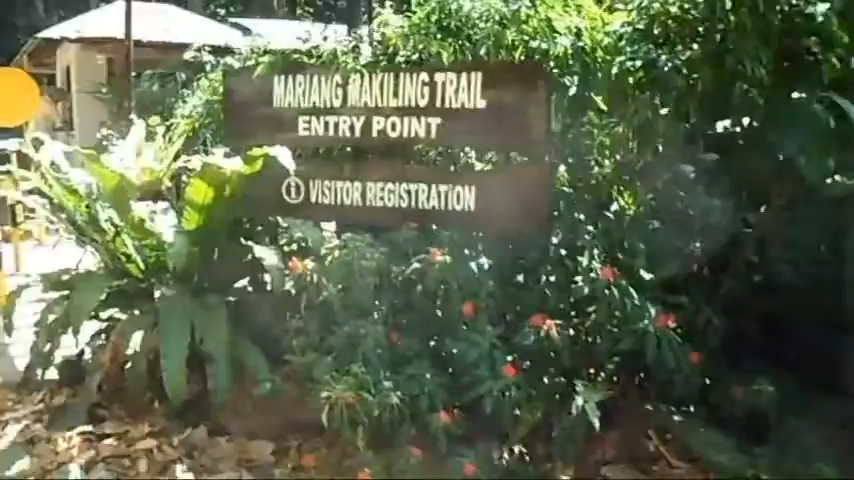 MARIANG MAKILING TRAIL
ENTRY POINT
i VISITOR REGISTRATION